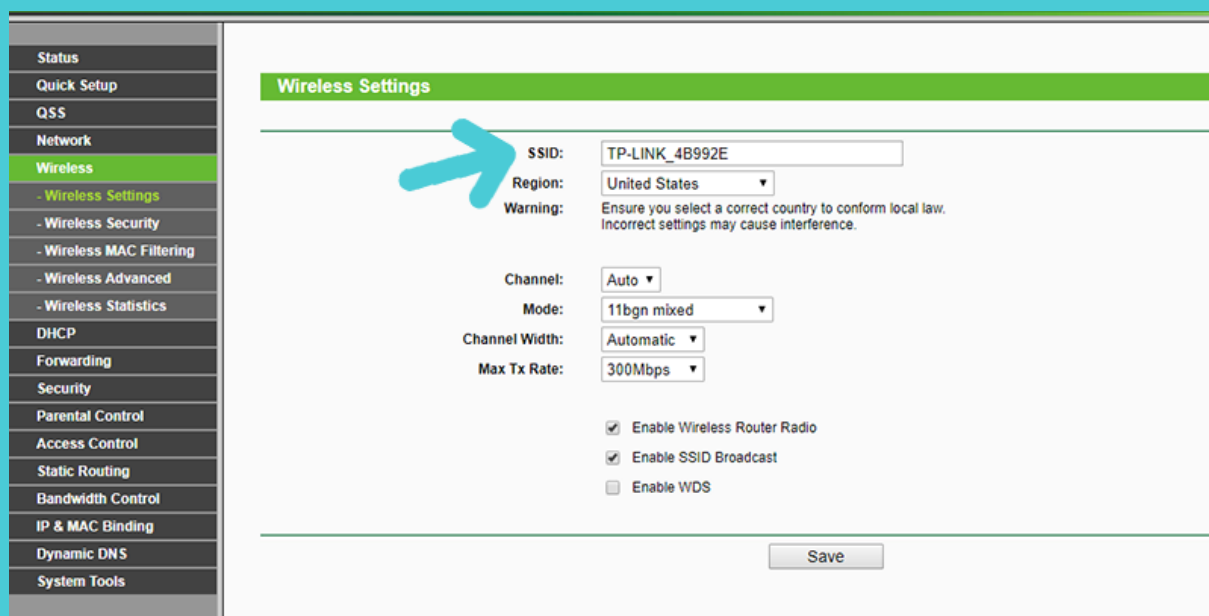 Status
Quick Setup
QSS
Network
Wireless
- Wireless Settings
- Wireless Security
- Wireless MAC Filtering
- Wireless Advanced
- Wireless Statistics
DHCP
Forwarding
Security
Parental Control
Access Control
Static Routing
Bandwidth Control
IP & MAC Binding
Dynamic DNS
System Tools
Wireless Settings
SSID: TP-LINK_4B992E
Region: United States
Warning: Ensure you select a correct country to conform local law.
Incorrect settings may cause interference.
Channel: Auto
Mode: 11bgn mixed
Channel Width: Automatic
Max Tx Rate: 300Mbps
Enable Wireless Router Radio
Enable SSID Broadcast
Enable WDS
Save